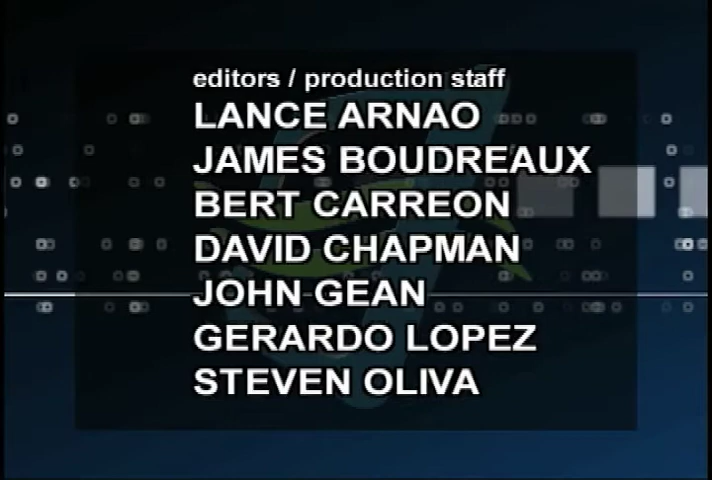 editors / production staff
LANCE ARNAO
JAMES BOUDREAUX
BERT CARREON
DAVID CHAPMAN
JOHN GEAN
GERARDO LOPEZ
STEVEN OLIVA